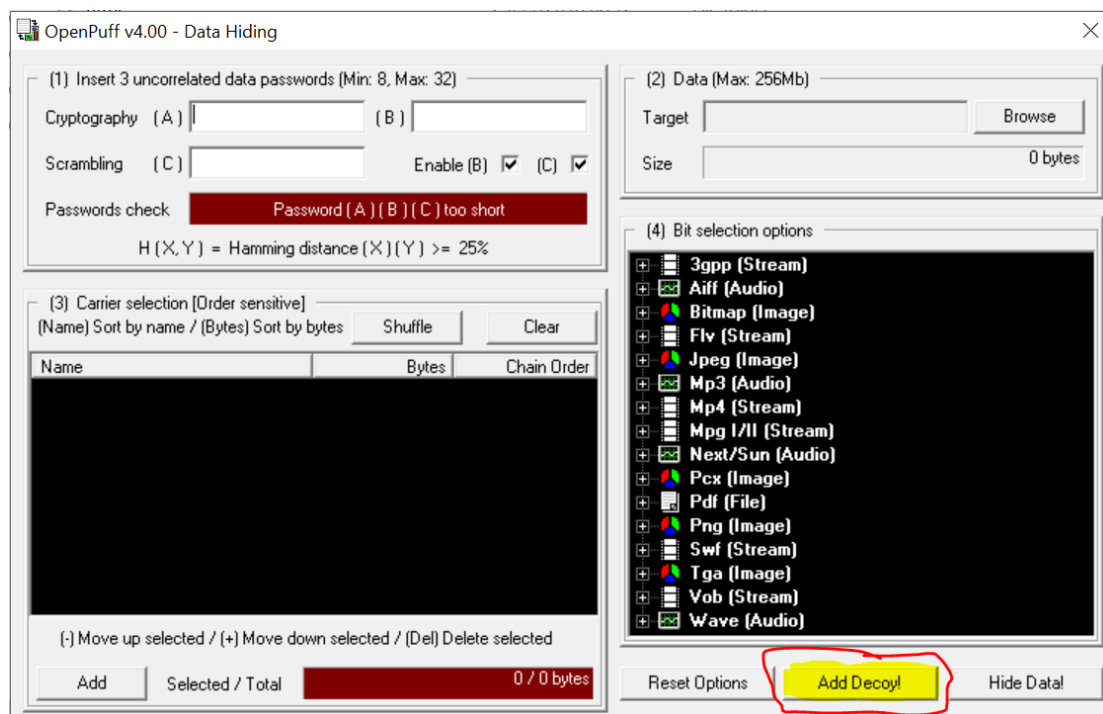 OpenPuff v4.00 - Data Hiding
(1) Insert 3 uncorrelated data passwords (Min: 8, Max: 32)
Cryptography (A) (B)
Scrambling (C) Enable (B) (C)
Passwords check Password (A) (B) (C) too short
H (X,Y) = Hamming distance (X)(Y) >= 25%
(2) Data (Max: 256Mb)
Target Browse
Size 0 bytes
(3) Carrier selection [Order sensitive]
(Name) Sort by name / (Bytes) Sort by bytes Shuffle Clear
Name Bytes Chain Order
(-) Move up selected / (+) Move down selected / (Del) Delete selected
Add Selected / Total 0 / 0 bytes
(4) Bit selection options
3gpp (Stream)
Aiff (Audio)
Bitmap (Image)
Flv (Stream)
Jpeg (Image)
Mp3 (Audio)
Mp4 (Stream)
Mpg I/II (Stream)
Next/Sun (Audio)
Pcx (Image)
Pdf (File)
Png (Image)
Swf (Stream)
Tga (Image)
Vob (Stream)
Wave (Audio)
Reset Options Add Decoy! Hide Data!